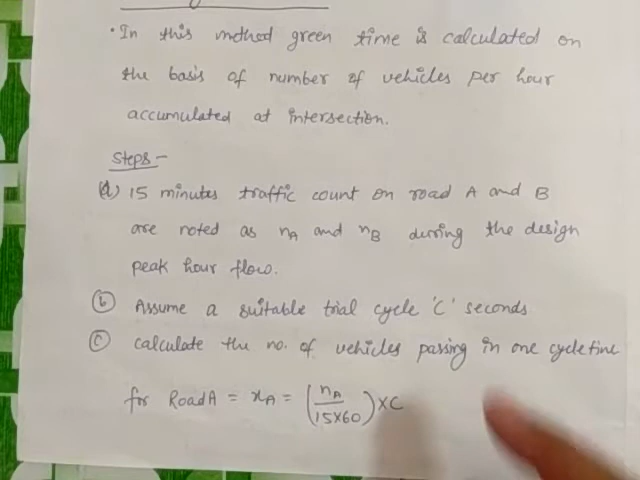 • In this method green time is calculated on
the basis of number of vehicles per hour
accumulated at intersection.
Steps -
(a) 15 minutes traffic count on road A and B
are noted as nA and nB during the design
peak hour flow.
(b) Assume a suitable trial cycle 'C' seconds
(c) calculate the no. of vehicles passing in one cycle time
for Road A = xA = (nA / 15×60) × C